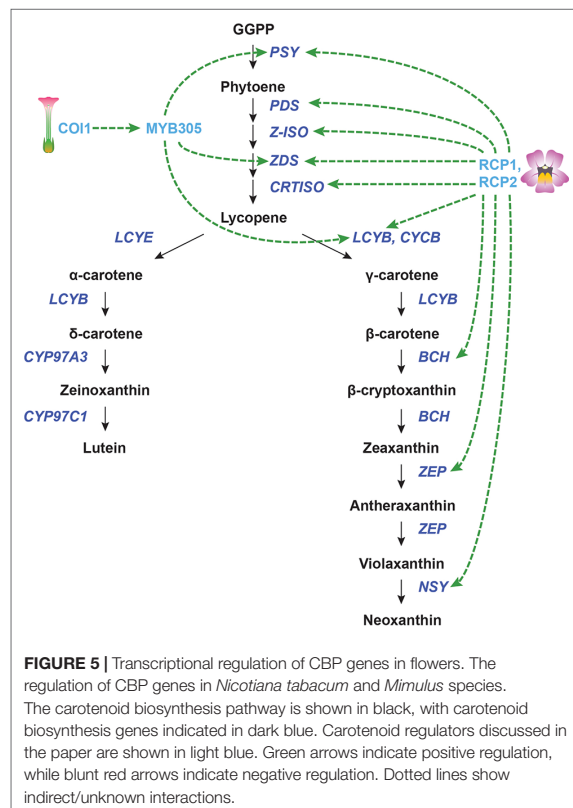 GGPP
PSY
Phytoene
PDS
COI1
MYB305
Z-ISO
ZDS
RCP1,
RCP2
CRTISO
Lycopene
LCYE
LCYB, CYCB
α-carotene
γ-carotene
LCYB
LCYB
δ-carotene
β-carotene
CYP97A3
BCH
Zeinoxanthin
β-cryptoxanthin
CYP97C1
BCH
Lutein
Zeaxanthin
ZEP
Antheraxanthin
ZEP
Violaxanthin
NSY
Neoxanthin
FIGURE 5 | Transcriptional regulation of CBP genes in flowers. The
regulation of CBP genes in Nicotiana tabacum and Mimulus species.
The carotenoid biosynthesis pathway is shown in black, with carotenoid
biosynthesis genes indicated in dark blue. Carotenoid regulators discussed in
the paper are shown in light blue. Green arrows indicate positive regulation,
while blunt red arrows indicate negative regulation. Dotted lines show
indirect/unknown interactions.